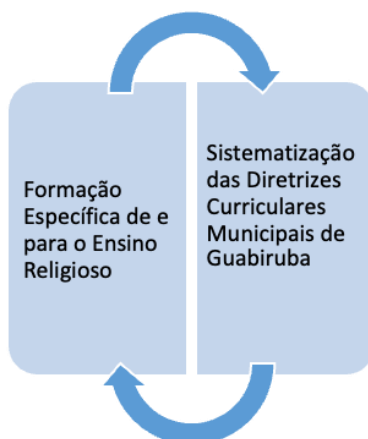 Formação
Específica de e
para o Ensino
Religioso
Sistematização
das Diretrizes
Curriculares
Municipais de
Guabiruba